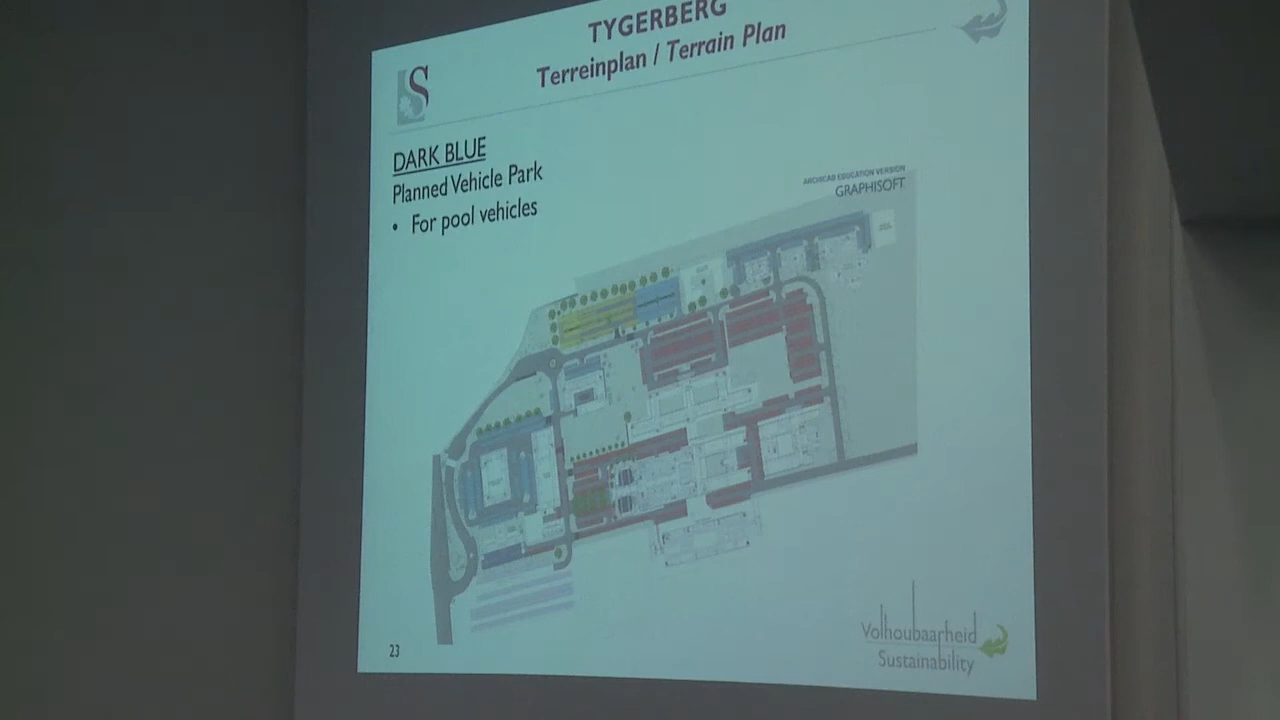 TYGERBERG
Terreinplan / Terrain Plan
S
DARK BLUE
Planned Vehicle Park
• For pool vehicles
ARCHICAD EDUCATION VERSION
GRAPHISOFT
23
Volhoubaarheid
Sustainability